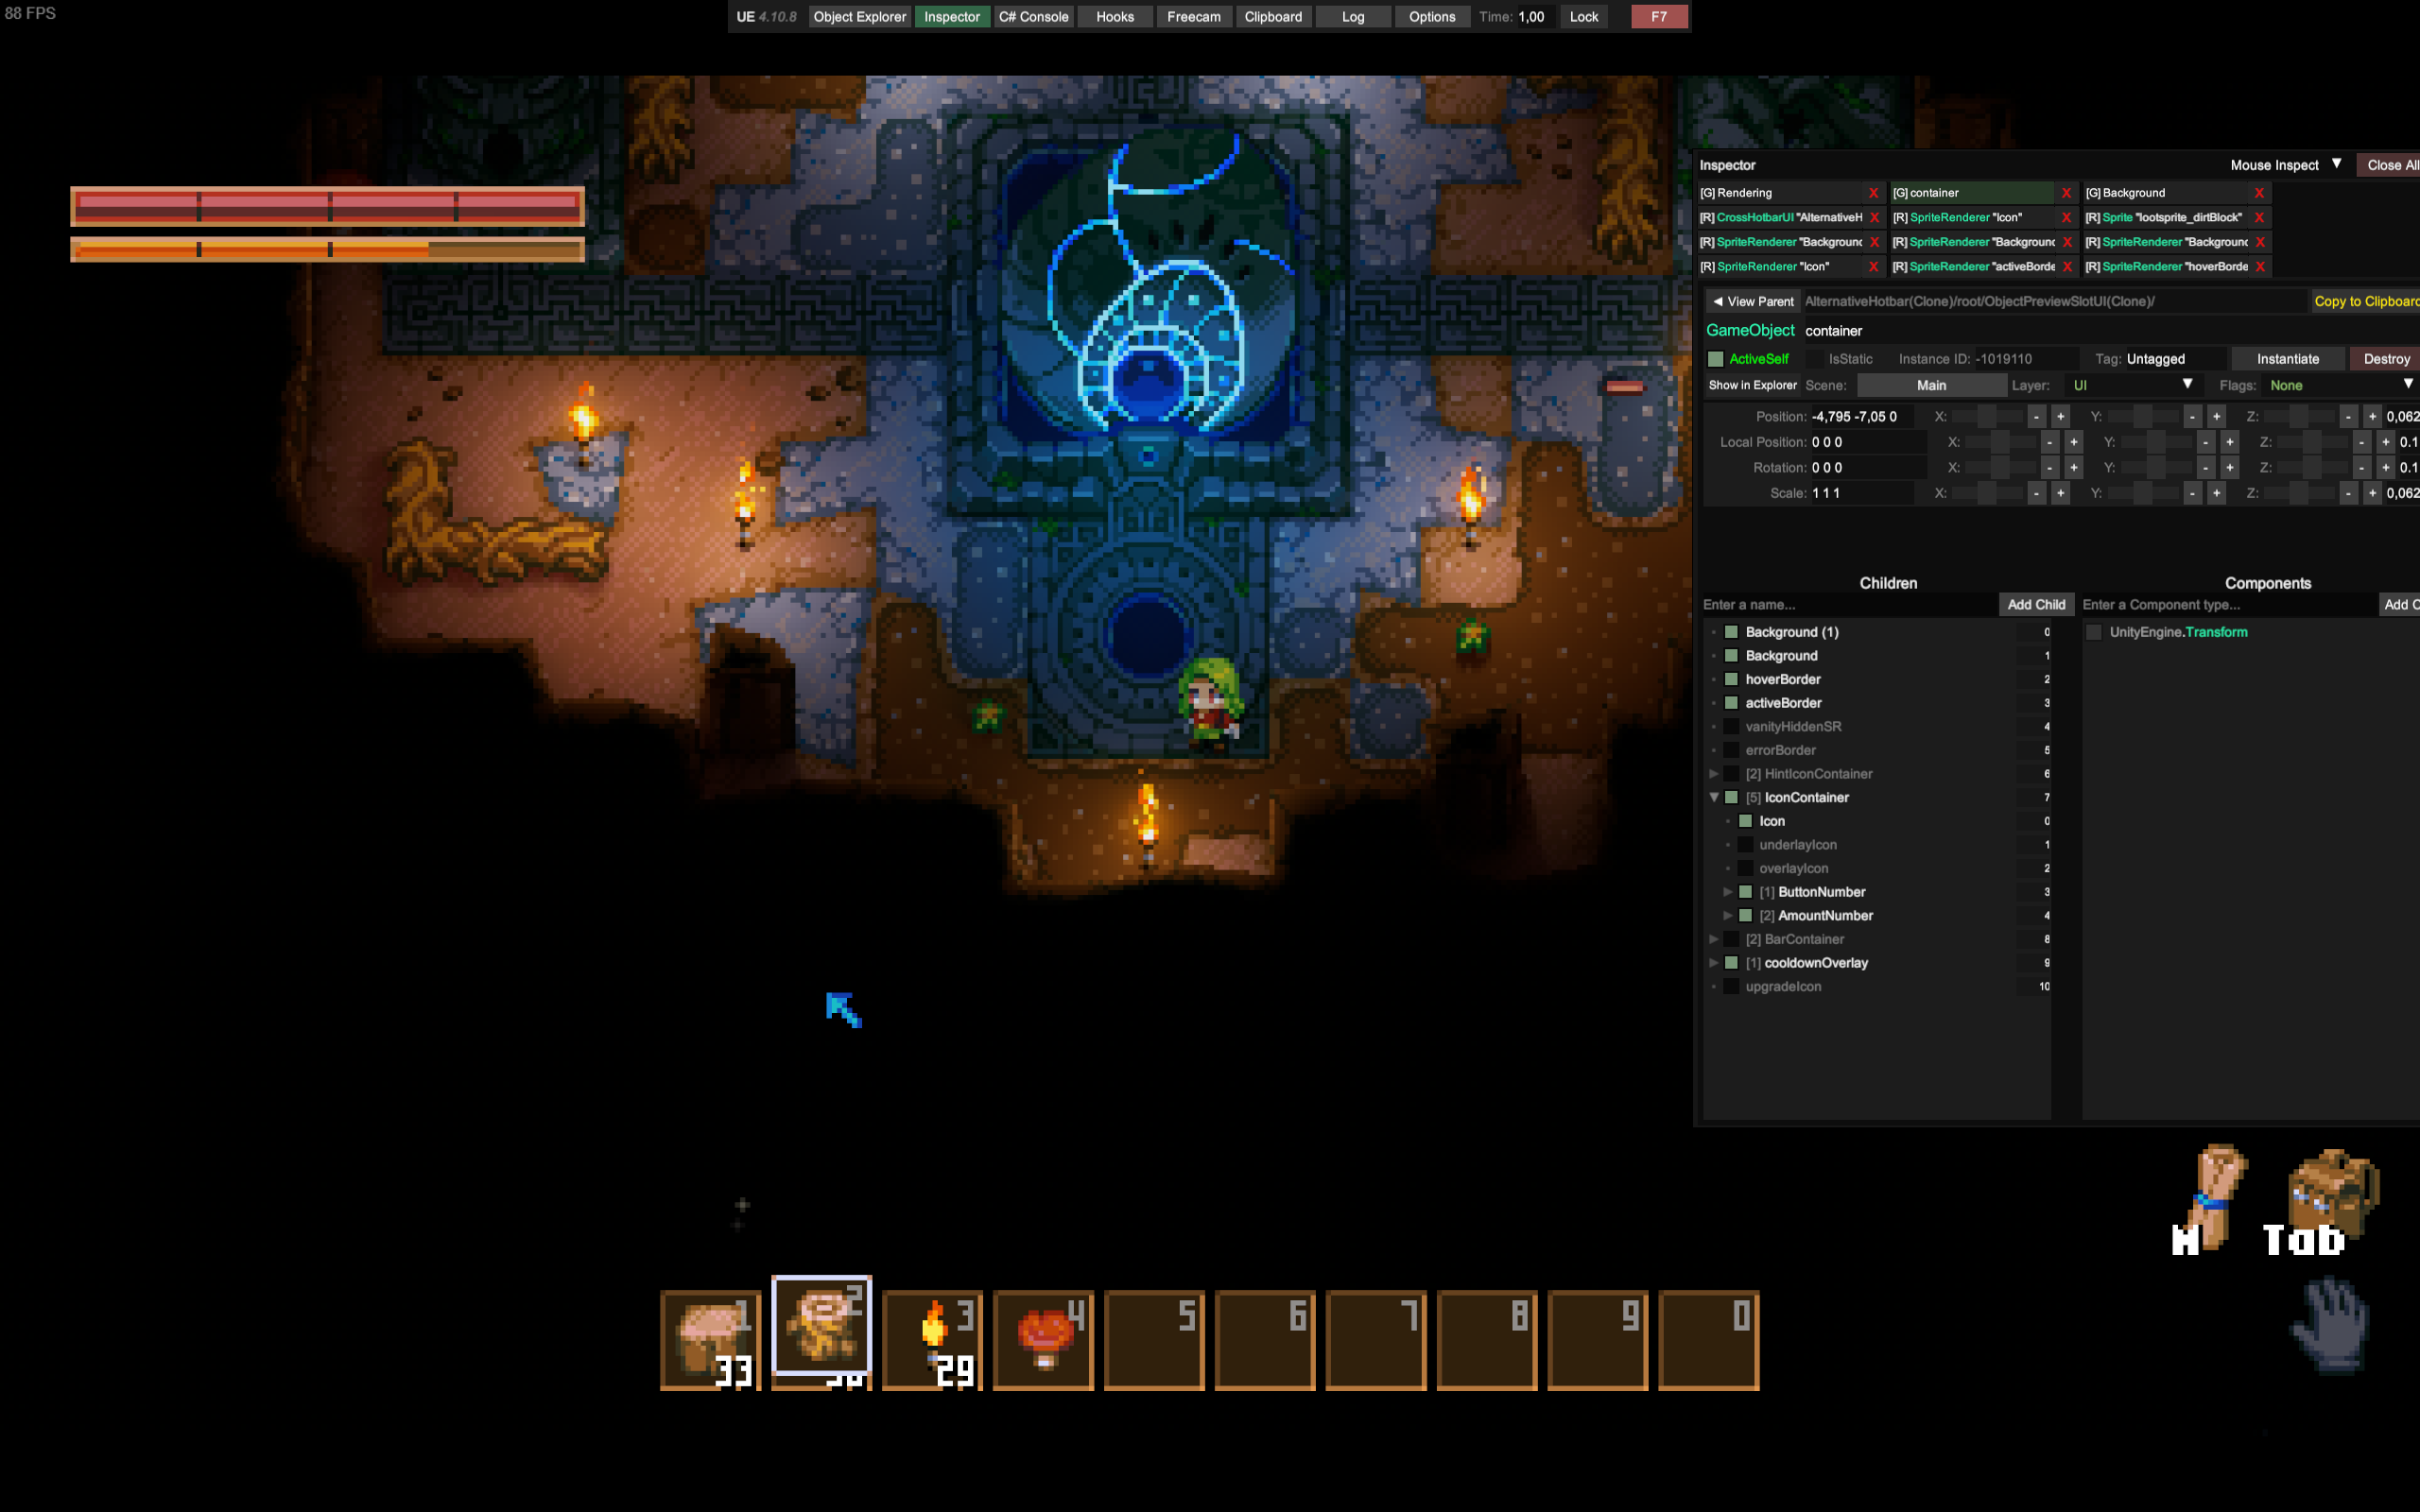 88 FPS
UE 4.10.8 Object Explorer Inspector C# Console Hooks Freecam Clipboard Log Options Time: 1,00 Lock F7
Inspector Mouse Inspect ▼ Close All
[G] Rendering X [G] container X [G] Background X
[R] CrossHotbarUI "AlternativeH X [R] SpriteRenderer "Icon" X [R] Sprite "lootsprite_dirtBlock" X
[R] SpriteRenderer "Background X [R] SpriteRenderer "Background X [R] SpriteRenderer "Background X
[R] SpriteRenderer "Icon" X [R] SpriteRenderer "activeBorde X [R] SpriteRenderer "hoverBorde X
◄ View Parent AlternativeHotbar(Clone)/root/ObjectPreviewSlotUI(Clone)/ Copy to Clipboard
GameObject container
ActiveSelf IsStatic Instance ID: -1019110 Tag: Untagged Instantiate Destroy
Show in Explorer Scene: Main Layer: UI ▼ Flags: None ▼
Position: -4,795 -7,05 0 X: - + Y: - + Z: - + 0,062
Local Position: 0 0 0 X: - + Y: - + Z: - + 0.1
Rotation: 0 0 0 X: - + Y: - + Z: - + 0.1
Scale: 1 1 1 X: - + Y: - + Z: - + 0,062
Children Components
Enter a name... Add Child Enter a Component type... Add C
Background (1) 0 UnityEngine.Transform
Background 1
hoverBorder 2
activeBorder 3
vanityHiddenSR 4
errorBorder 5
► [2] HintIconContainer 6
▼ [5] IconContainer 7
Icon 0
underlayIcon 1
overlayIcon 2
► [1] ButtonNumber 3
► [2] AmountNumber 4
► [2] BarContainer 8
► [1] cooldownOverlay 9
upgradeIcon 10
Tab
1 2 3 4 5 6 7 8 9 0
33 29